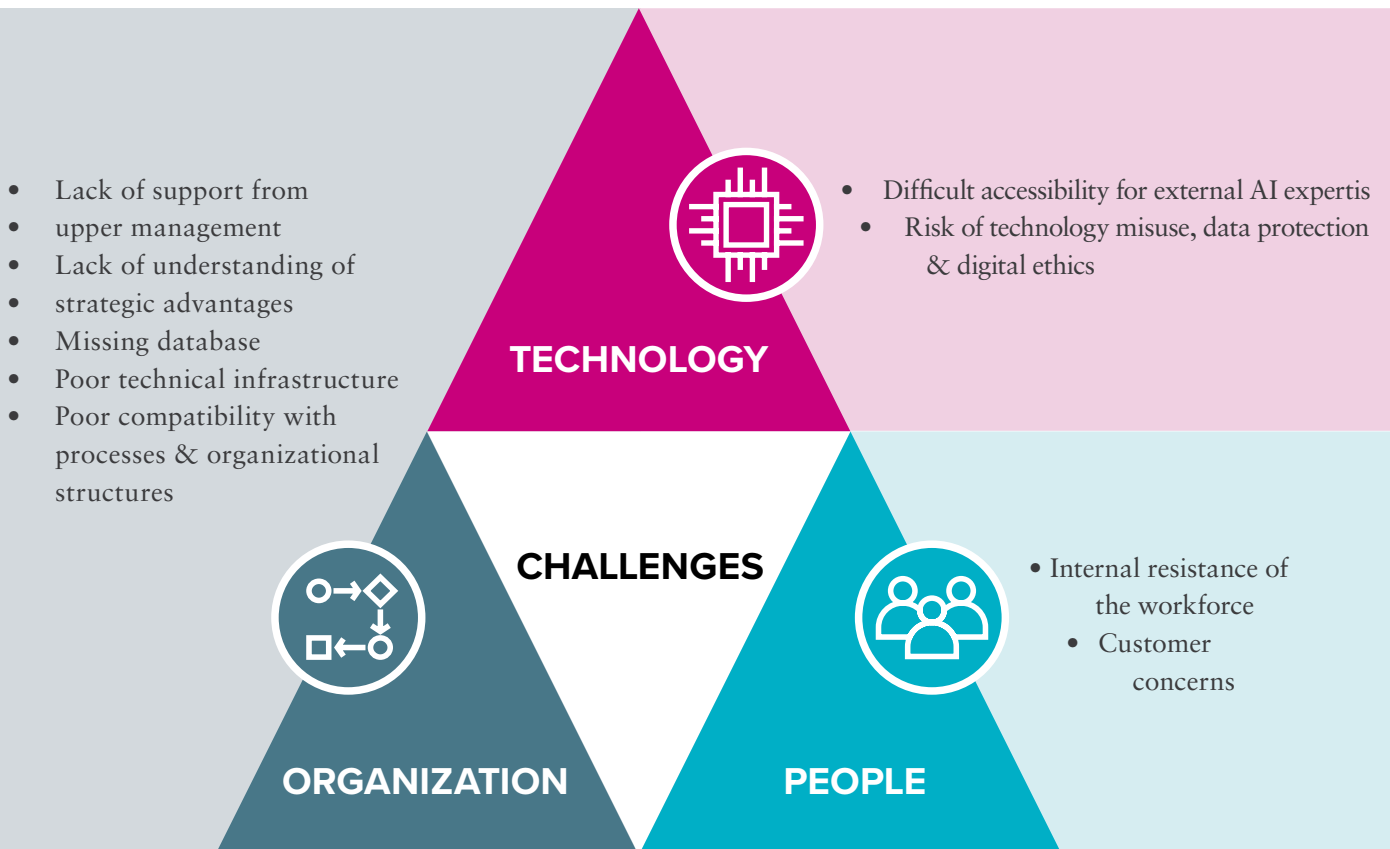 • Lack of support from
• upper management
• Lack of understanding of
• strategic advantages
• Missing database
• Poor technical infrastructure
• Poor compatibility with
processes & organizational
structures
• Difficult accessibility for external AI expertis
• Risk of technology misuse, data protection
& digital ethics
TECHNOLOGY
CHALLENGES
• Internal resistance of
the workforce
• Customer
concerns
ORGANIZATION
PEOPLE